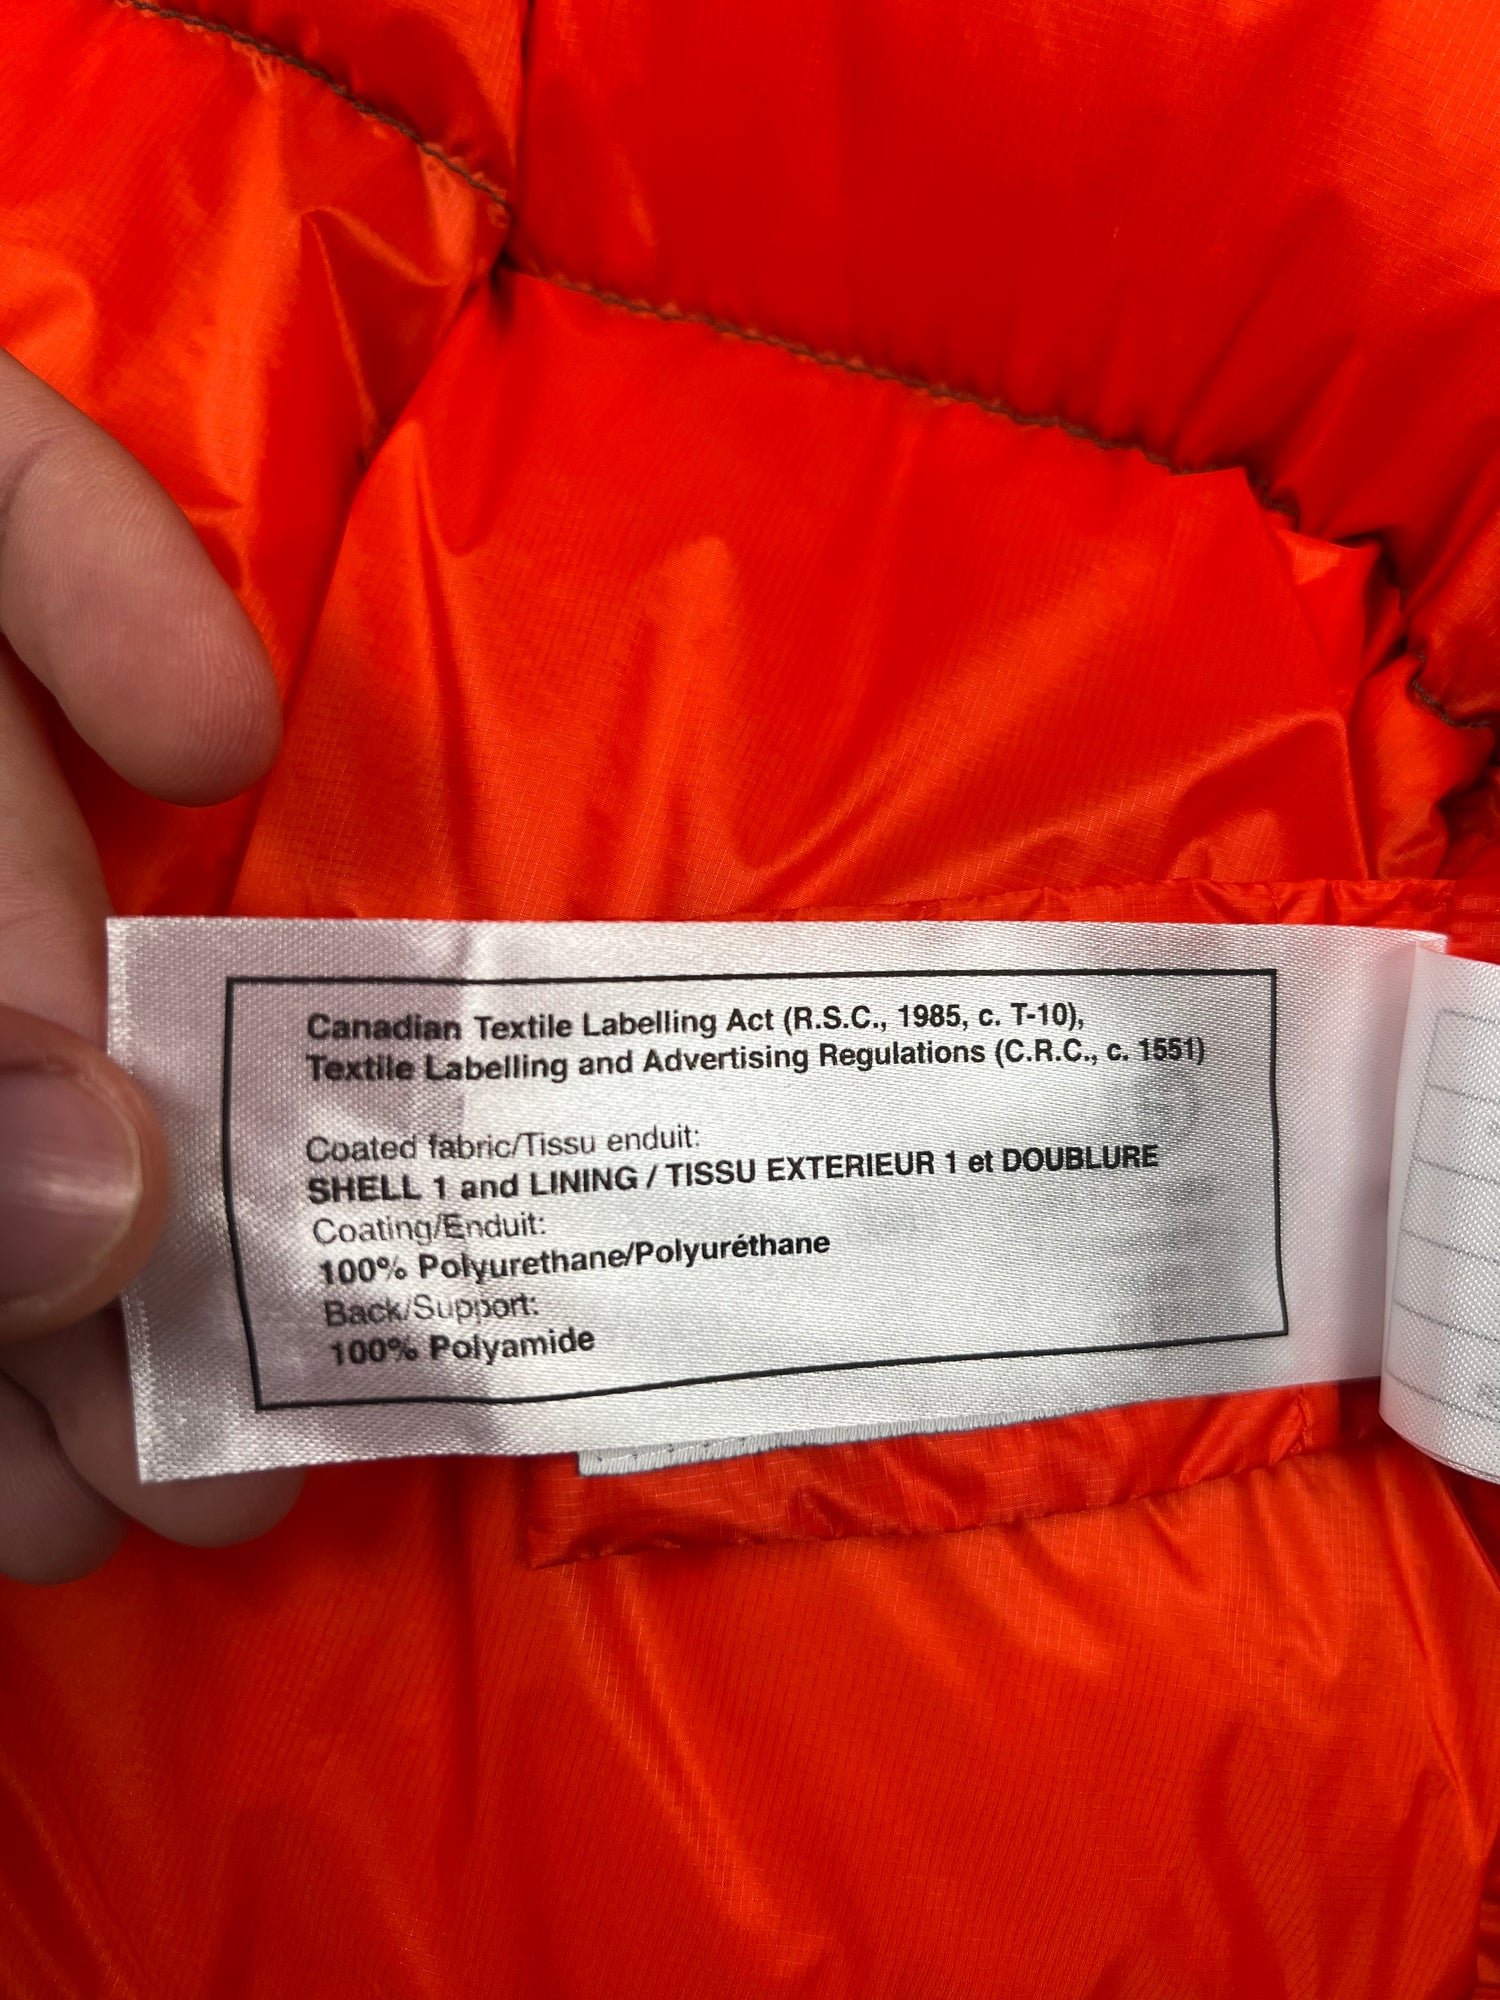 Canadian Textile Labelling Act (R.S.C., 1985, c. T-10),
Textile Labelling and Advertising Regulations (C.R.C., c. 1551)
Coated fabric/Tissu enduit:
SHELL 1 and LINING / TISSU EXTERIEUR 1 et DOUBLURE
Coating/Enduit:
100% Polyurethane/Polyuréthane
Back/Support:
100% Polyamide